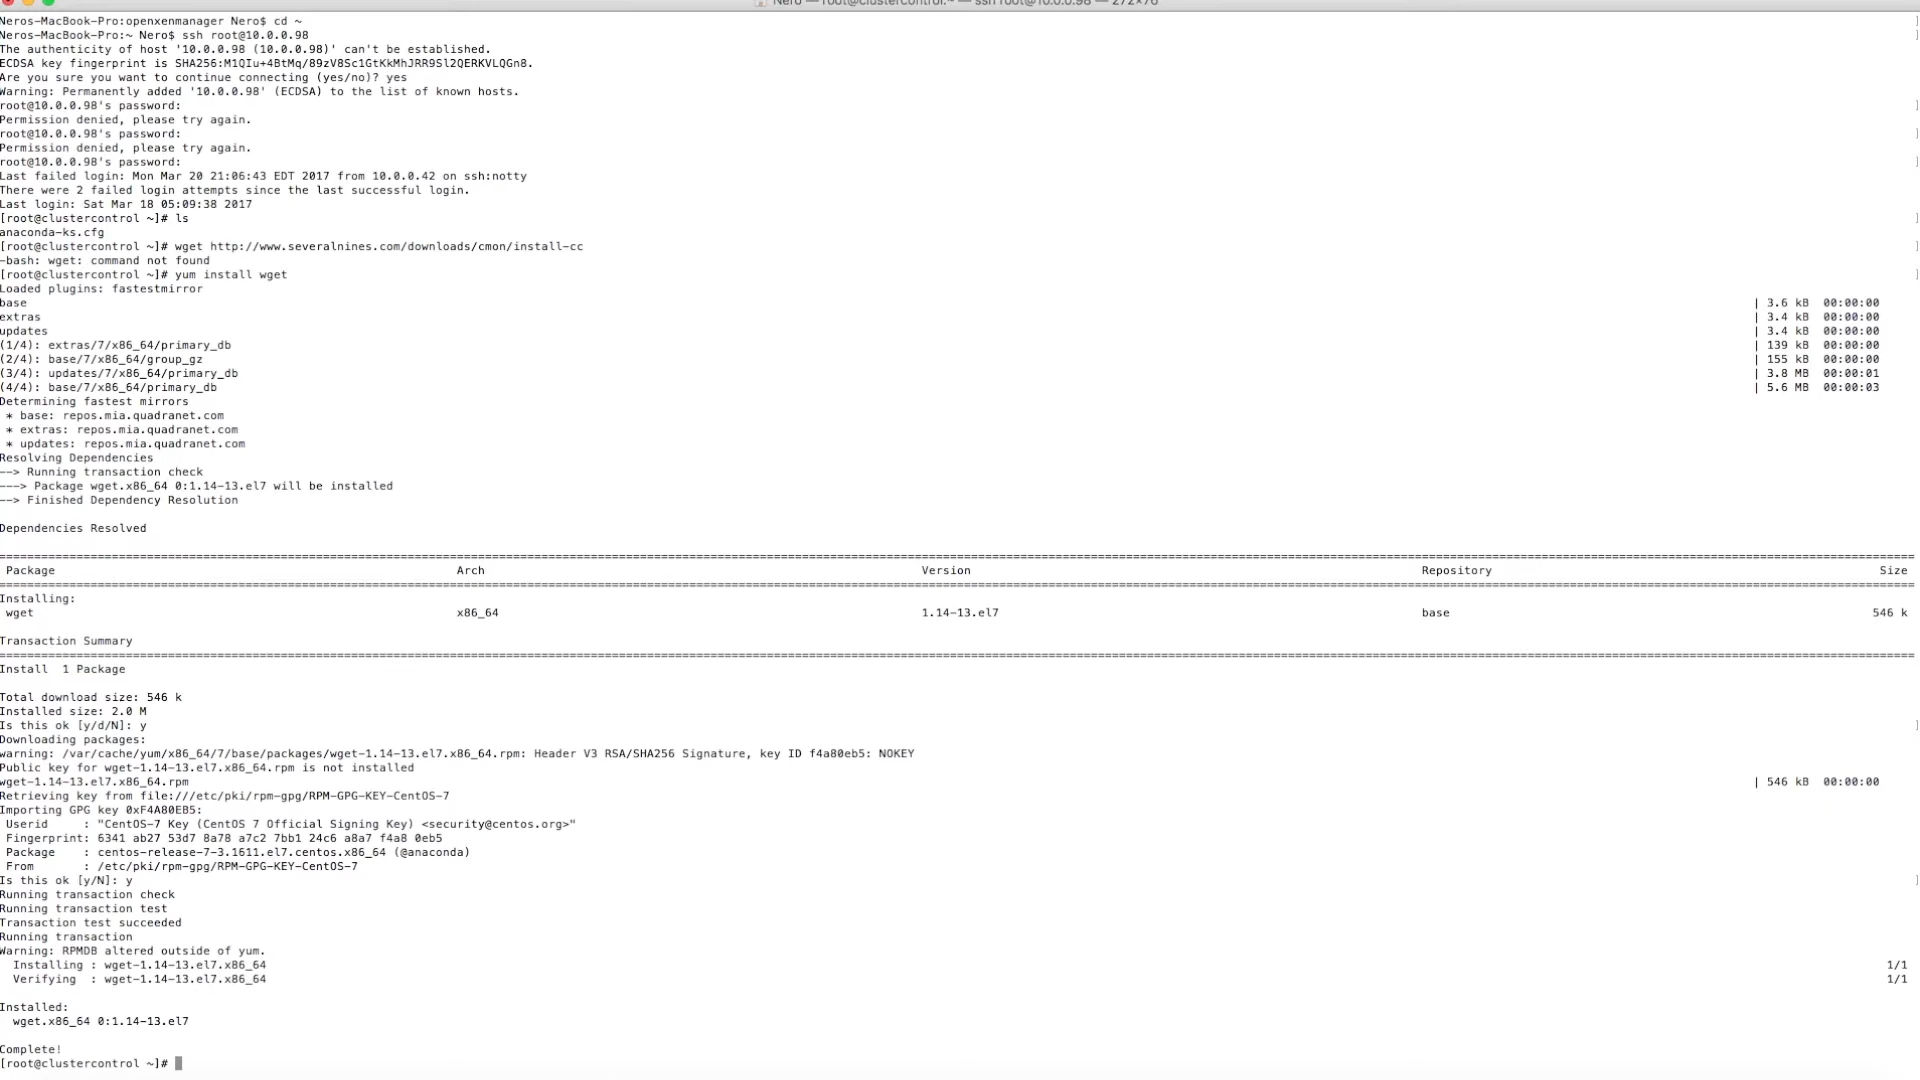 Nero — root@clustercontrol:~ — ssh root@10.0.0.98 — 272×76
Neros-MacBook-Pro:openxenmanager Nero$ cd ~
Neros-MacBook-Pro:~ Nero$ ssh root@10.0.0.98
The authenticity of host '10.0.0.98 (10.0.0.98)' can't be established.
ECDSA key fingerprint is SHA256:M1QIu+4BtMq/89zV8Sc1GtKkMhJRR9Sl2QERKVLQGn8.
Are you sure you want to continue connecting (yes/no)? yes
Warning: Permanently added '10.0.0.98' (ECDSA) to the list of known hosts.
root@10.0.0.98's password:
Permission denied, please try again.
root@10.0.0.98's password:
Permission denied, please try again.
root@10.0.0.98's password:
Last failed login: Mon Mar 20 21:06:43 EDT 2017 from 10.0.0.42 on ssh:notty
There were 2 failed login attempts since the last successful login.
Last login: Sat Mar 18 05:09:38 2017
[root@clustercontrol ~]# ls
anaconda-ks.cfg
[root@clustercontrol ~]# wget http://www.severalnines.com/downloads/cmon/install-cc
-bash: wget: command not found
[root@clustercontrol ~]# yum install wget
Loaded plugins: fastestmirror
base | 3.6 kB 00:00:00
extras | 3.4 kB 00:00:00
updates | 3.4 kB 00:00:00
(1/4): extras/7/x86_64/primary_db | 139 kB 00:00:00
(2/4): base/7/x86_64/group_gz | 155 kB 00:00:00
(3/4): updates/7/x86_64/primary_db | 3.8 MB 00:00:01
(4/4): base/7/x86_64/primary_db | 5.6 MB 00:00:03
Determining fastest mirrors
* base: repos.mia.quadranet.com
* extras: repos.mia.quadranet.com
* updates: repos.mia.quadranet.com
Resolving Dependencies
--> Running transaction check
---> Package wget.x86_64 0:1.14-13.el7 will be installed
--> Finished Dependency Resolution
Dependencies Resolved
Package Arch Version Repository Size
Installing:
wget x86_64 1.14-13.el7 base 546 k
Transaction Summary
Install 1 Package
Total download size: 546 k
Installed size: 2.0 M
Is this ok [y/d/N]: y
Downloading packages:
warning: /var/cache/yum/x86_64/7/base/packages/wget-1.14-13.el7.x86_64.rpm: Header V3 RSA/SHA256 Signature, key ID f4a80eb5: NOKEY
Public key for wget-1.14-13.el7.x86_64.rpm is not installed
wget-1.14-13.el7.x86_64.rpm | 546 kB 00:00:00
Retrieving key from file:///etc/pki/rpm-gpg/RPM-GPG-KEY-CentOS-7
Importing GPG key 0xF4A80EB5:
Userid : "CentOS-7 Key (CentOS 7 Official Signing Key) <security@centos.org>"
Fingerprint: 6341 ab27 53d7 8a78 a7c2 7bb1 24c6 a8a7 f4a8 0eb5
Package : centos-release-7-3.1611.el7.centos.x86_64 (@anaconda)
From : /etc/pki/rpm-gpg/RPM-GPG-KEY-CentOS-7
Is this ok [y/N]: y
Running transaction check
Running transaction test
Transaction test succeeded
Running transaction
Warning: RPMDB altered outside of yum.
Installing : wget-1.14-13.el7.x86_64 1/1
Verifying : wget-1.14-13.el7.x86_64 1/1
Installed:
wget.x86_64 0:1.14-13.el7
Complete!
[root@clustercontrol ~]#